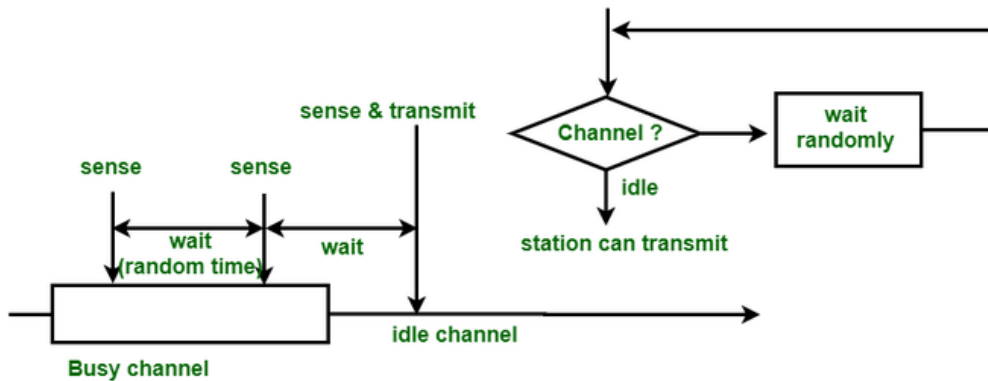 sense & transmit
sense
sense
wait
(random time)
wait
idle channel
Busy channel
Channel ?
wait
randomly
idle
station can transmit